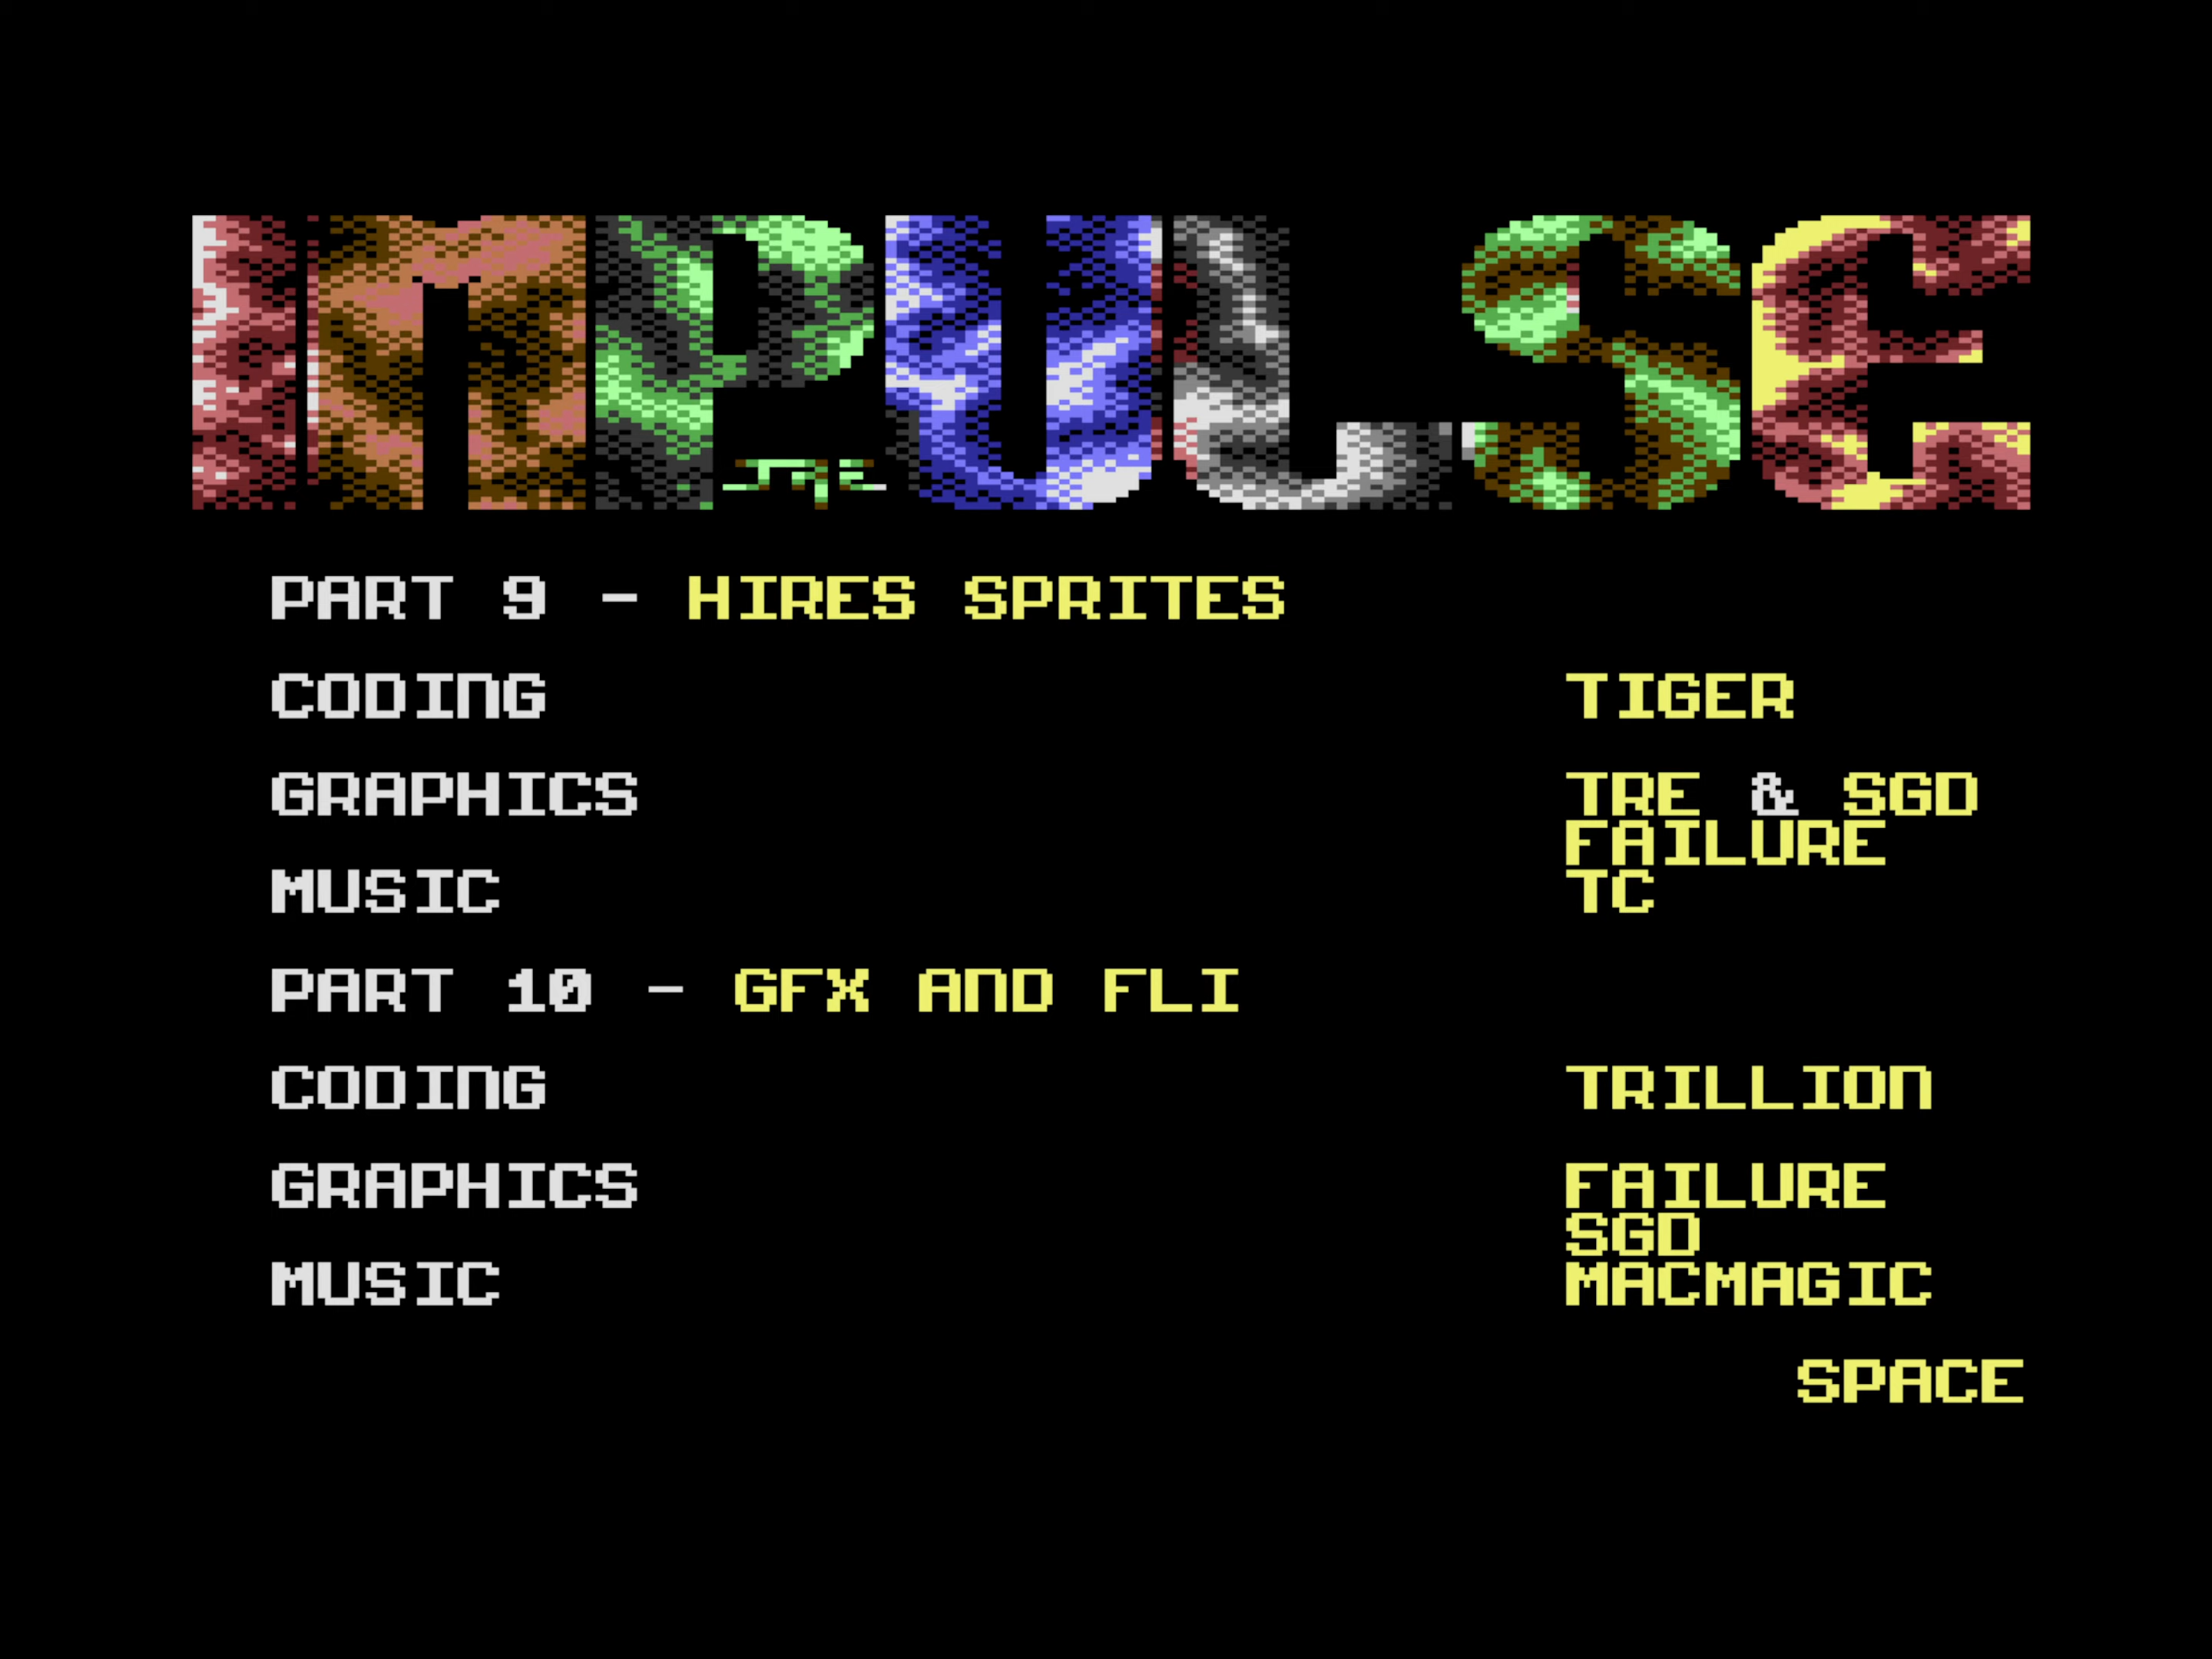 IMPULSE
PART 9 - HIRES SPRITES
CODING TIGER
GRAPHICS TRE & SGD
FAILURE
MUSIC TC
PART 10 - GFX AND FLI
CODING TRILLION
GRAPHICS FAILURE
SGD
MUSIC MACMAGIC
SPACE